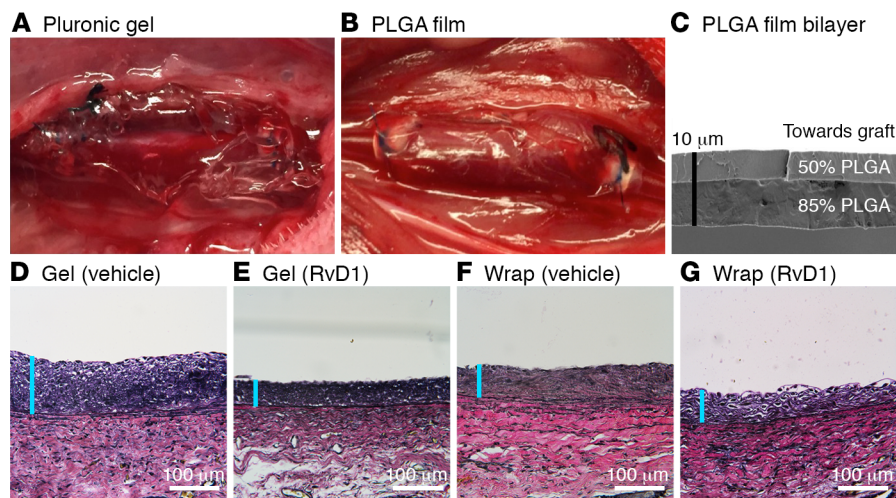 A Pluronic gel
B PLGA film
C PLGA film bilayer
10 μm
Towards graft
50% PLGA
85% PLGA
D Gel (vehicle)
E Gel (RvD1)
F Wrap (vehicle)
G Wrap (RvD1)
100 μm
100 μm
100 μm
100 μm